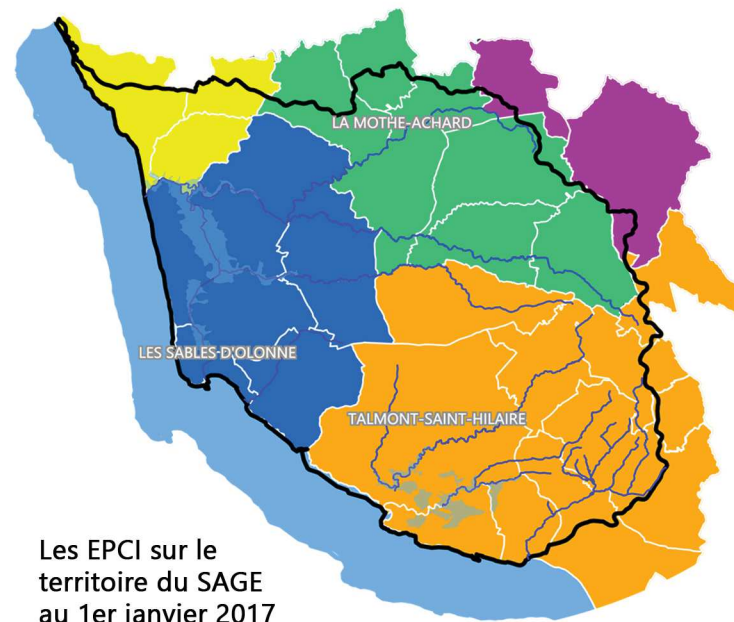 LA MOTHE-ACHARD
LES SABLES-D'OLONNE
TALMONT-SAINT-HILAIRE
Les EPCI sur le
territoire du SAGE
au 1er janvier 2017